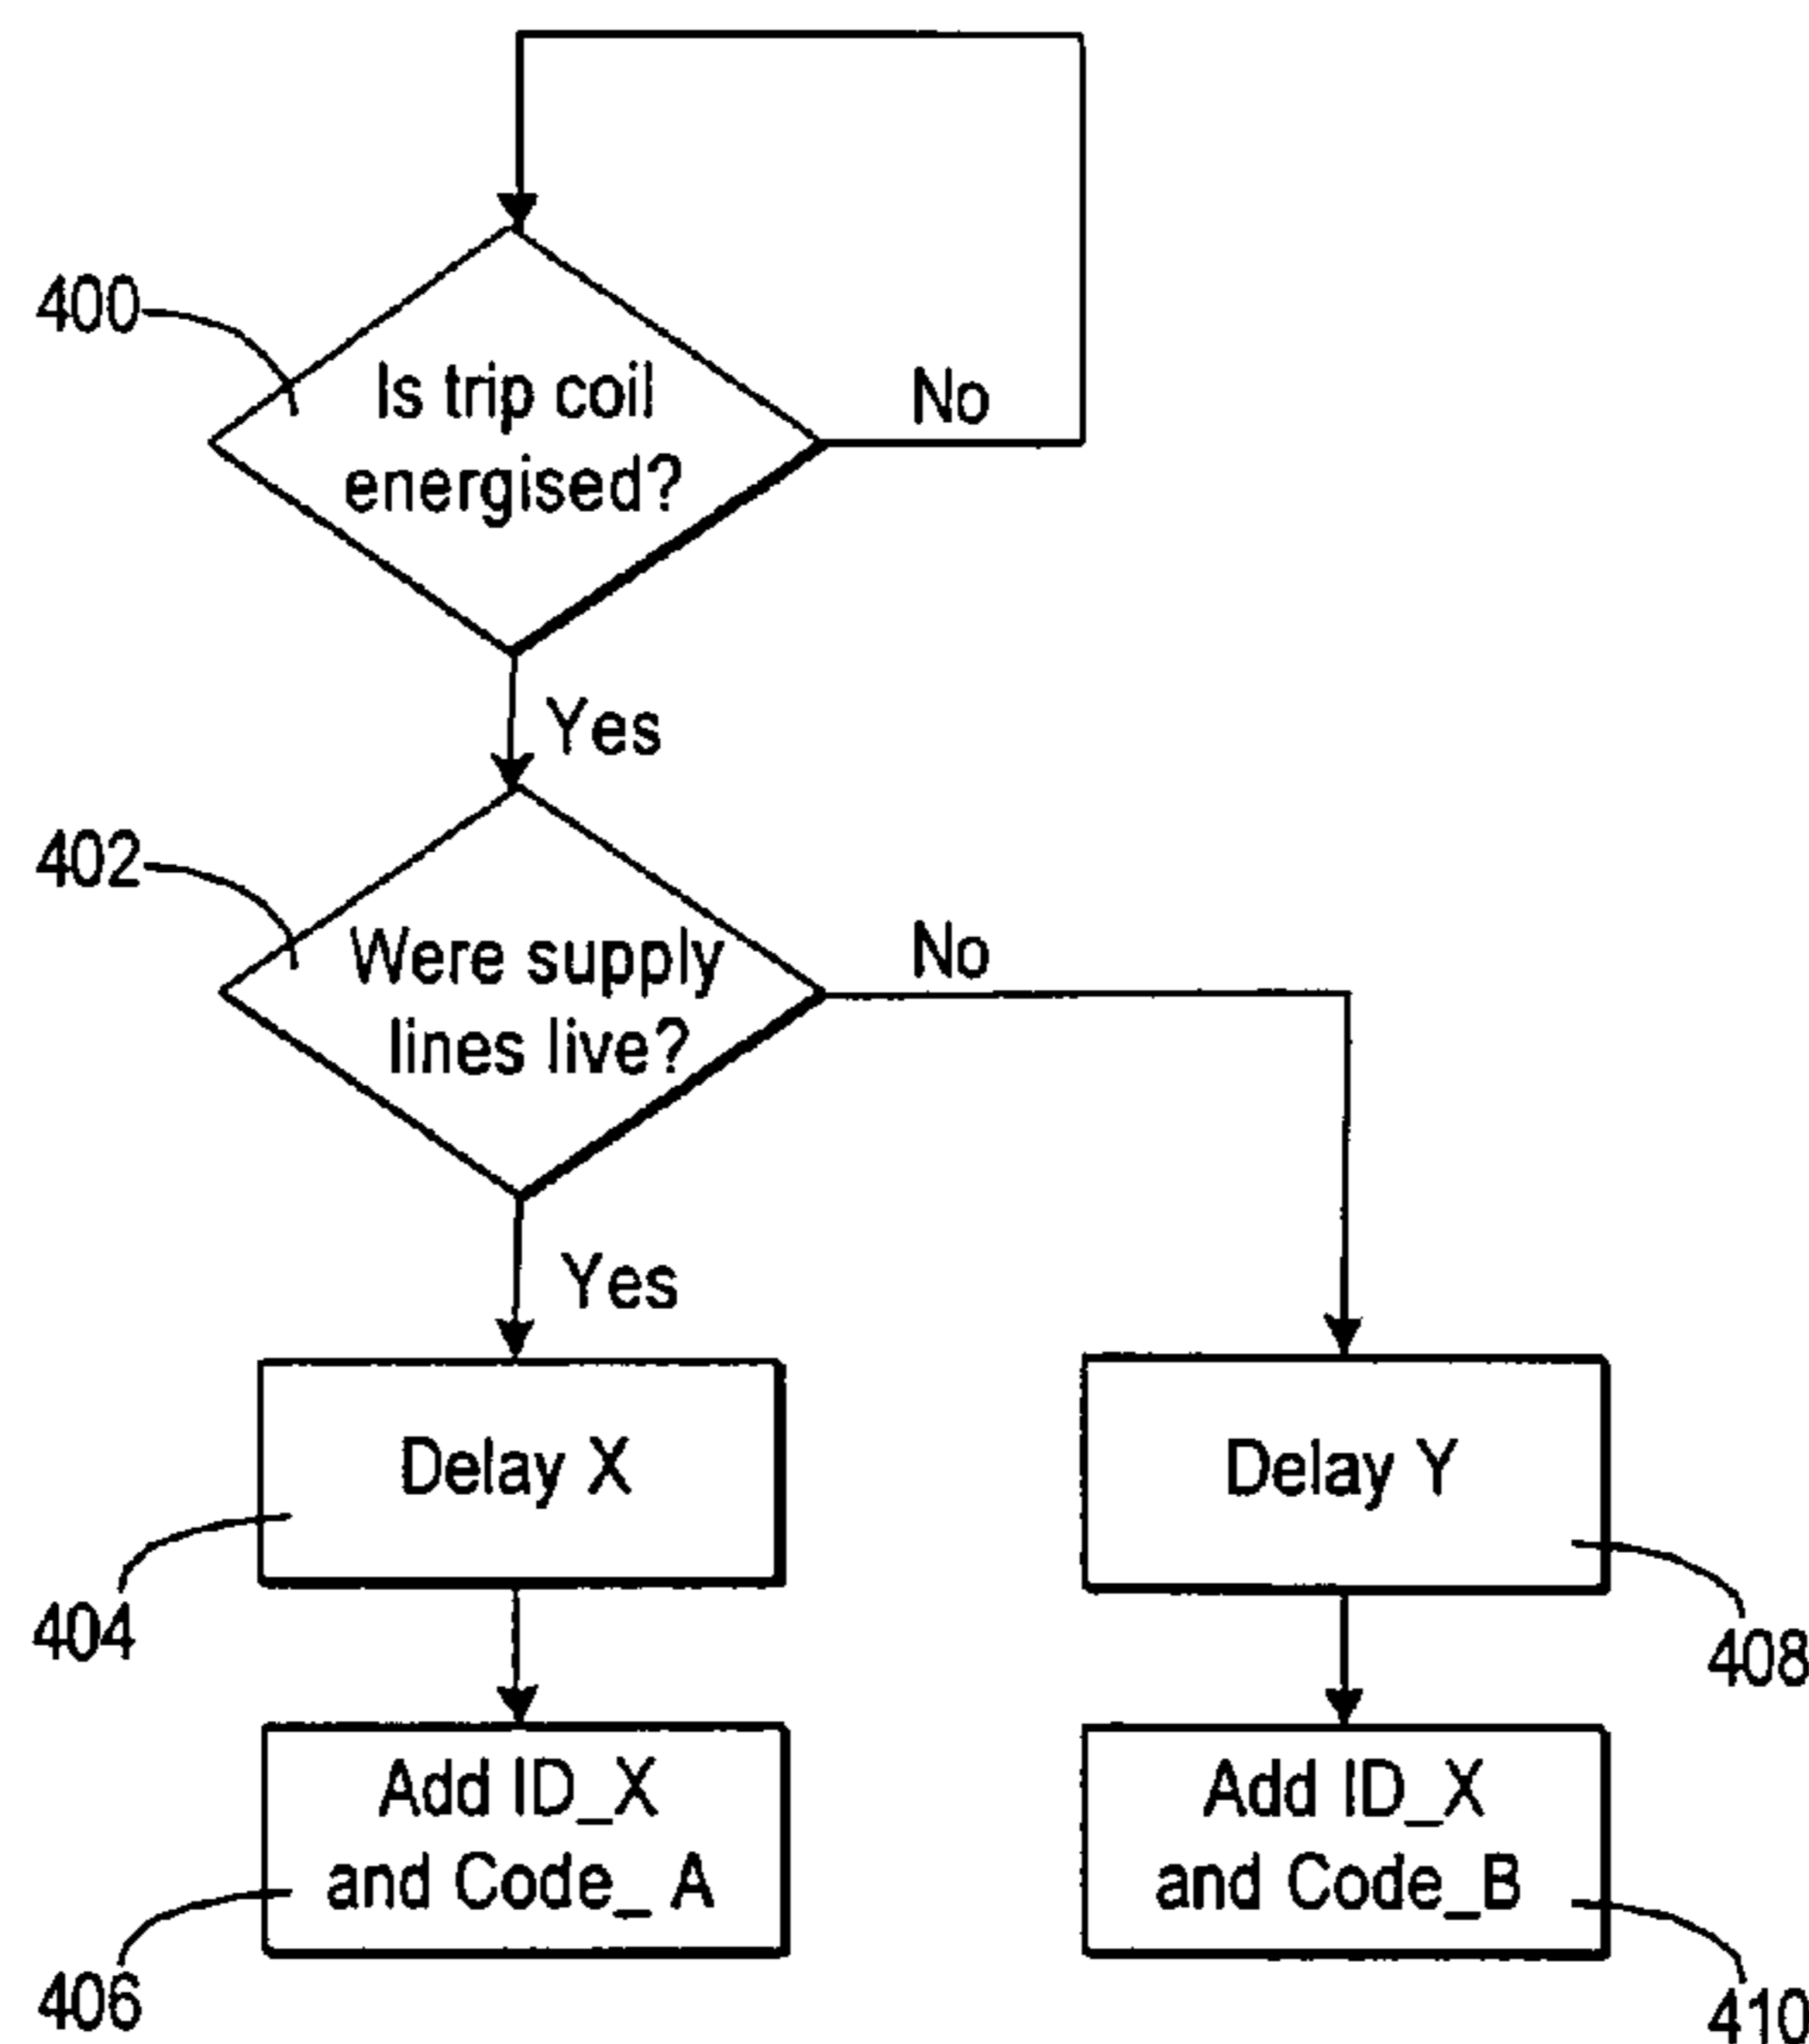 400
Is trip coil
energised?
No
Yes
402
Were supply
lines live?
No
Yes
Delay X
404
Delay Y
408
Add ID_X
and Code_ A
406
Add ID_X
and Code_B
410